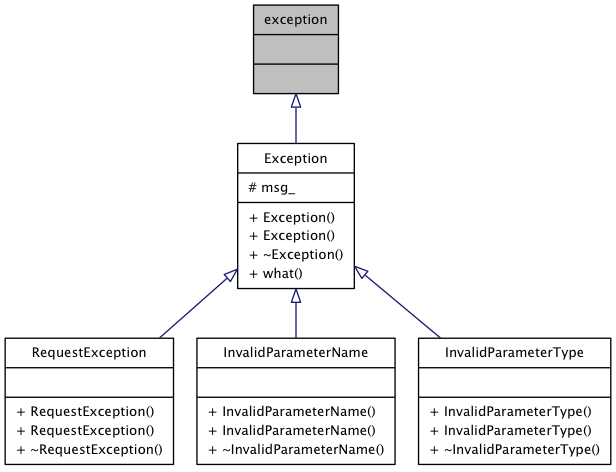 exception
Exception
# msg_
+ Exception()
+ Exception()
+ ~Exception()
+ what()
RequestException
+ RequestException()
+ RequestException()
+ ~RequestException()
InvalidParameterName
+ InvalidParameterName()
+ InvalidParameterName()
+ ~InvalidParameterName()
InvalidParameterType
+ InvalidParameterType()
+ InvalidParameterType()
+ ~InvalidParameterType()